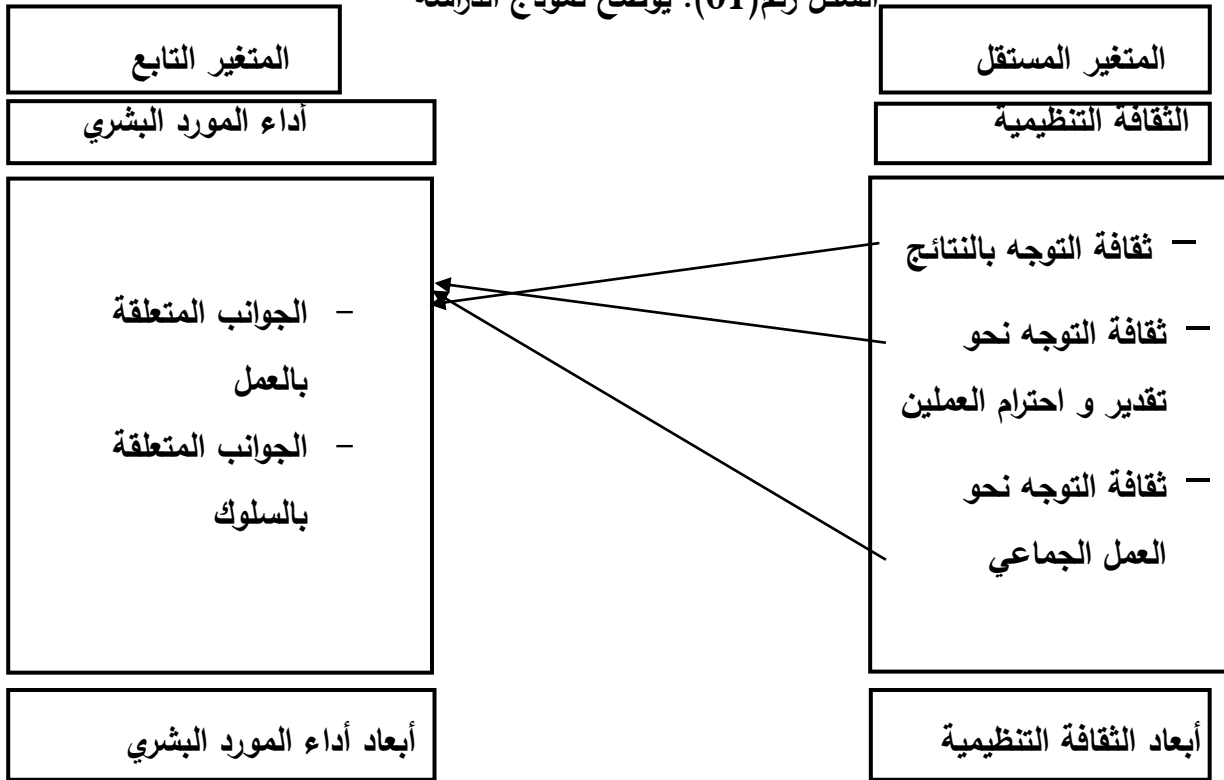 الشكل رقم(01): يوضح نموذج الدراسة
المتغير المستقل
المتغير التابع
الثقافة التنظيمية
أداء المورد البشري
– ثقافة التوجه بالنتائج
– ثقافة التوجه نحو
تقدير و احترام العملين
– ثقافة التوجه نحو
العمل الجماعي
- الجوانب المتعلقة
بالعمل
- الجوانب المتعلقة
بالسلوك
أبعاد الثقافة التنظيمية
أبعاد أداء المورد البشري